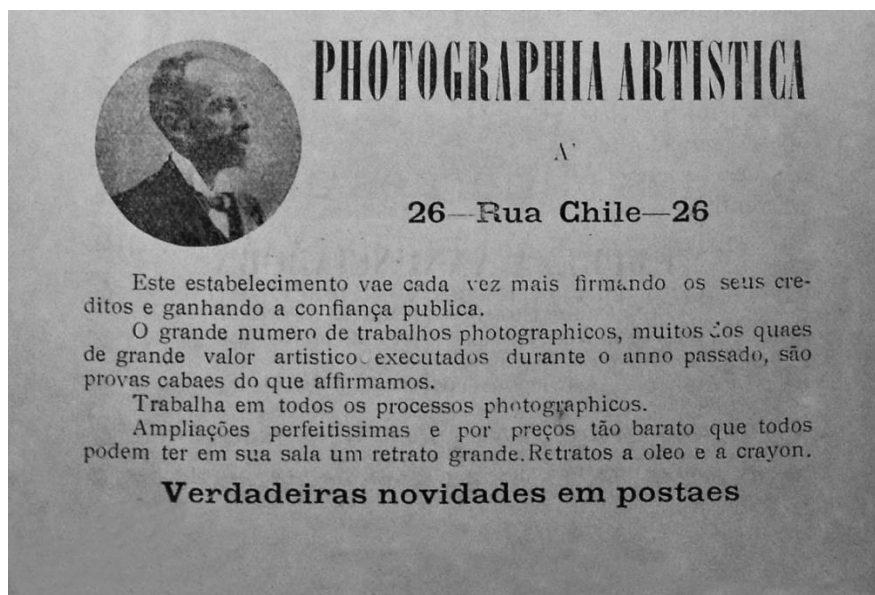 PHOTOGRAPHIA ARTISTICA
A'
26—Rua Chile—26
Este estabelecimento vae cada vez mais firmando os seus cre-
ditos e ganhando a confiança publica.
O grande numero de trabalhos photographicos, muitos dos quaes
de grande valor artistico executados durante o anno passado, são
provas cabaes do que affirmamos.
Trabalha em todos os processos photographicos.
Ampliações perfeitissimas e por preços tão barato que todos
podem ter em sua sala um retrato grande. Retratos a oleo e a crayon.
Verdadeiras novidades em postaes